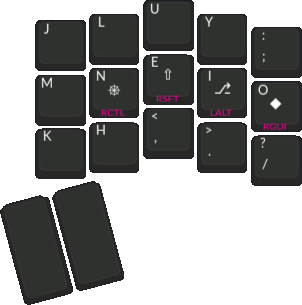 J L U Y :
;
M N E I O
⎈ ⇧ ⎇ ◆
RCTL RSFT LALT RGUI
K H < > ?
, . /